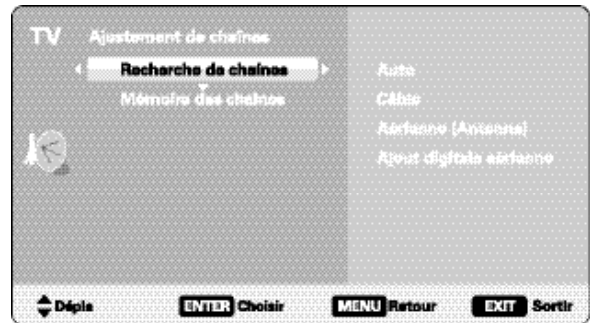 TV Ajustement de chaînes
Recherche de chaînes
Mémoire des chaînes
Auto
Câble
Aérienne (Antenne)
Ajout digitale aérienne
Dépla ENTER Choisir MENU Retour EXIT Sortir